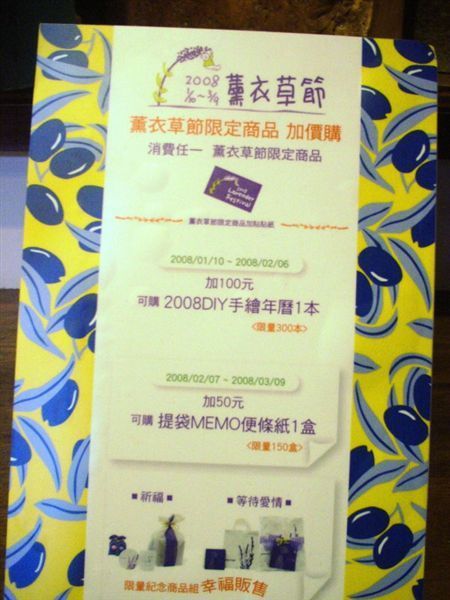 2008
1/10~3/9
薰衣草節
薰衣草節限定商品 加價購
消費任一 薰衣草節限定商品
2008
Lavender
Festival
薰衣草節限定商品加貼貼紙
2008/01/10 ~ 2008/02/06
加100元
可購 2008DIY手繪年曆1本
<限量300本>
2008/02/07 ~ 2008/03/09
加50元
可購 提袋MEMO便條紙1盒
<限量150盒>
■祈福■ ■等待愛情■
限量紀念商品組 幸福販售